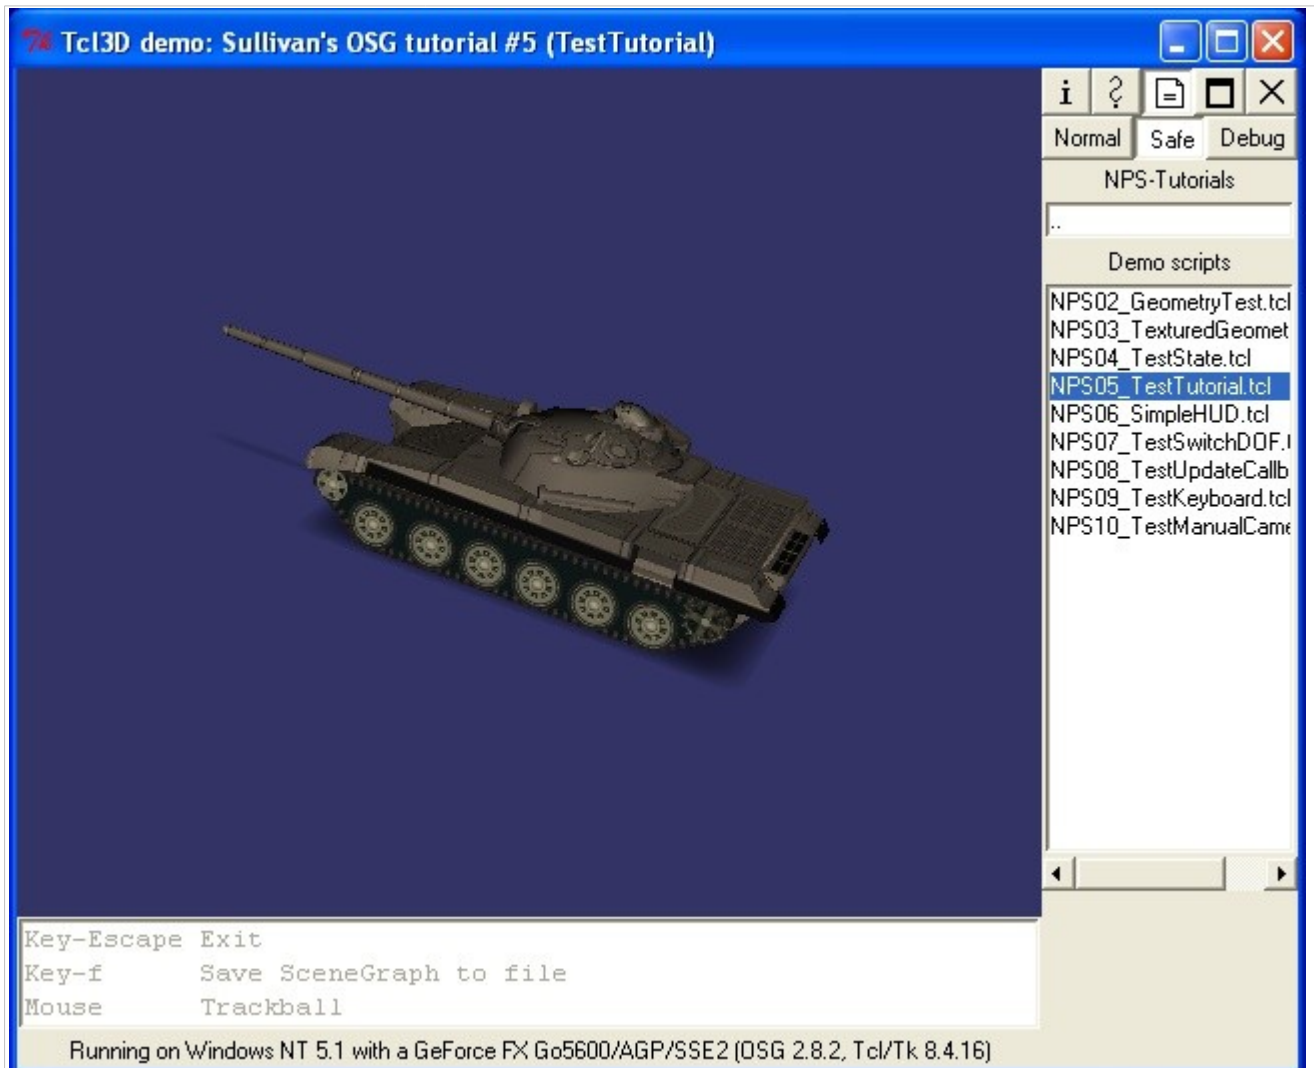 Tcl3D demo: Sullivan's OSG tutorial #5 (TestTutorial)
i ?
Normal Safe Debug
NPS-Tutorials
..
Demo scripts
NPS02_GeometryTest.tcl
NPS03_TexturedGeomet
NPS04_TestState.tcl
NPS05_TestTutorial.tcl
NPS06_SimpleHUD.tcl
NPS07_TestSwitchDOF.
NPS08_TestUpdateCallb
NPS09_TestKeyboard.tcl
NPS10_TestManualCame
Key-Escape Exit
Key-f Save SceneGraph to file
Mouse Trackball
Running on Windows NT 5.1 with a GeForce FX Go5600/AGP/SSE2 (OSG 2.8.2, Tcl/Tk 8.4.16)